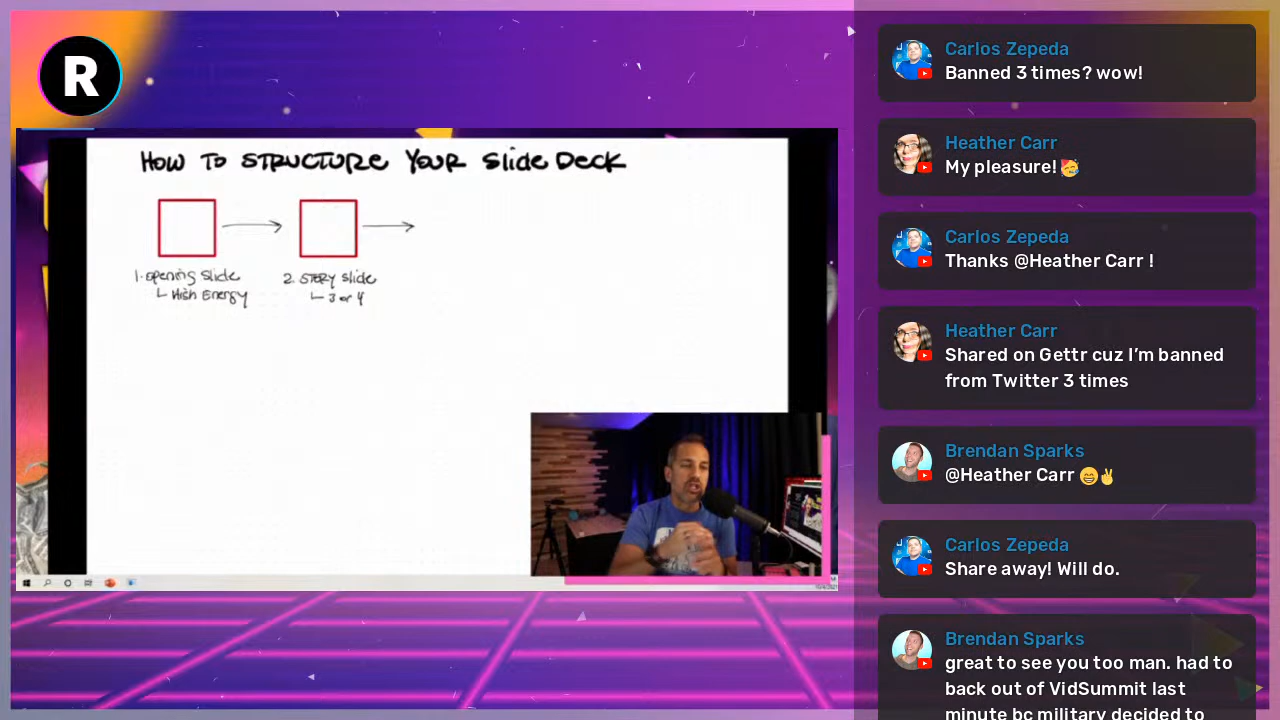 R
HOW TO STRUCTURE YOUR Slide Deck
1. opening Slide
High Energy
2. STORY Slide
3 or 4
Carlos Zepeda
Banned 3 times? wow!
Heather Carr
My pleasure! 🥳
Carlos Zepeda
Thanks @Heather Carr !
Heather Carr
Shared on Gettr cuz I’m banned
from Twitter 3 times
Brendan Sparks
@Heather Carr 😁✌
Carlos Zepeda
Share away! Will do.
Brendan Sparks
great to see you too man. had to
back out of VidSummit last
minute bc military decided to